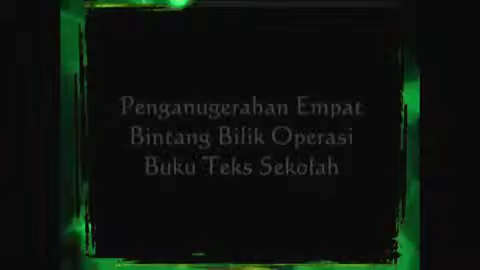 Penganugerahan Empat
Bintang Bilik Operasi
Buku Teks Sekolah